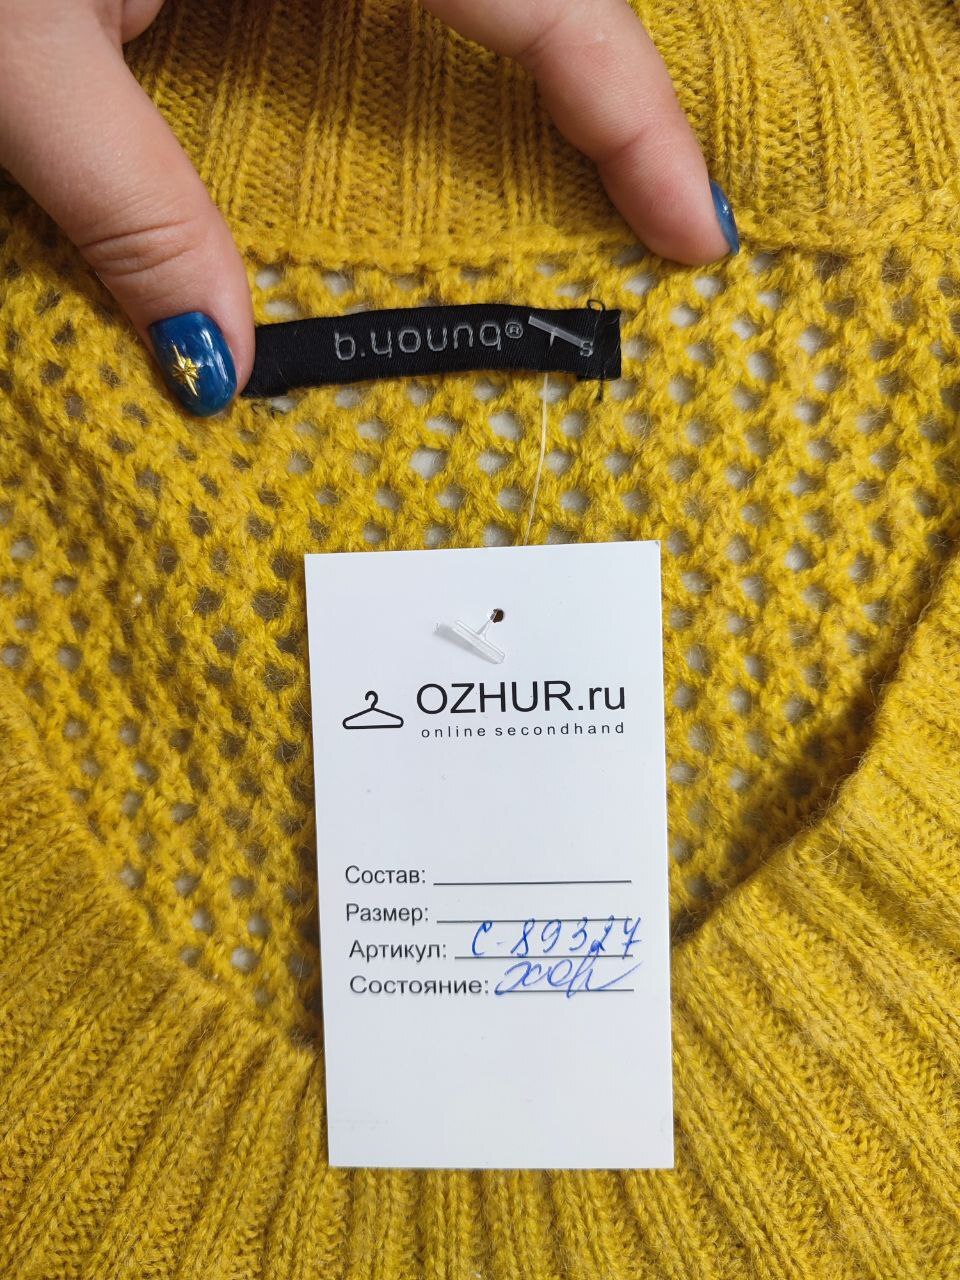 b.young® s
OZHUR.ru
online secondhand
Состав:
Размер:
Артикул: С-89327
Состояние: хор